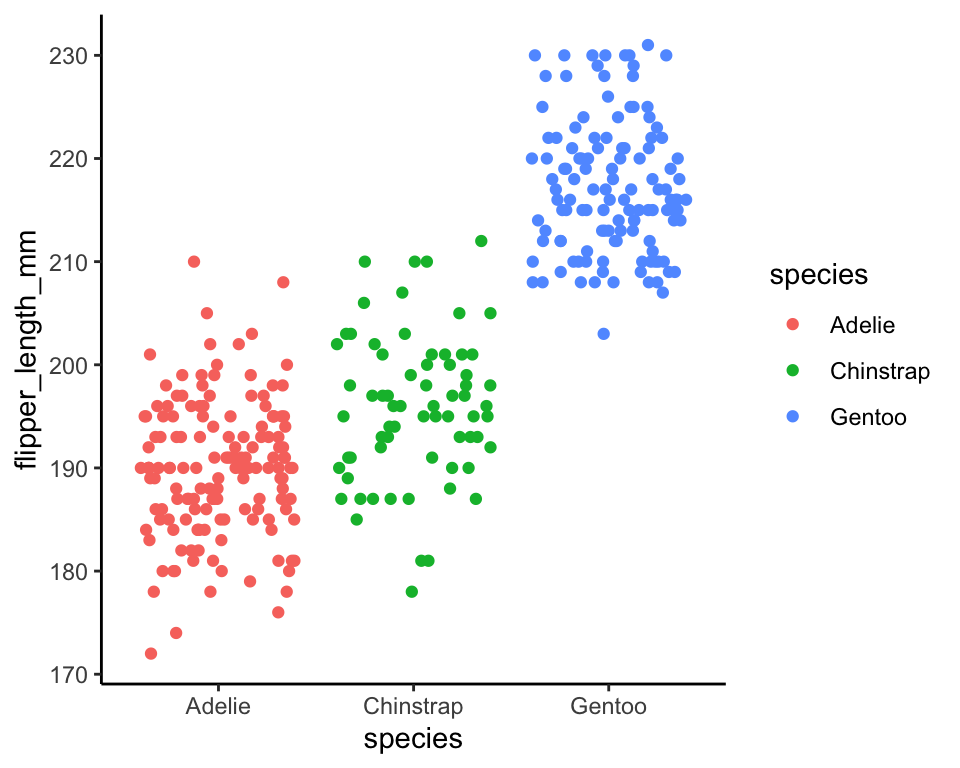 flipper_length_mm
230
220
210
200
190
180
170
Adelie
Chinstrap
Gentoo
species
species
Adelie
Chinstrap
Gentoo